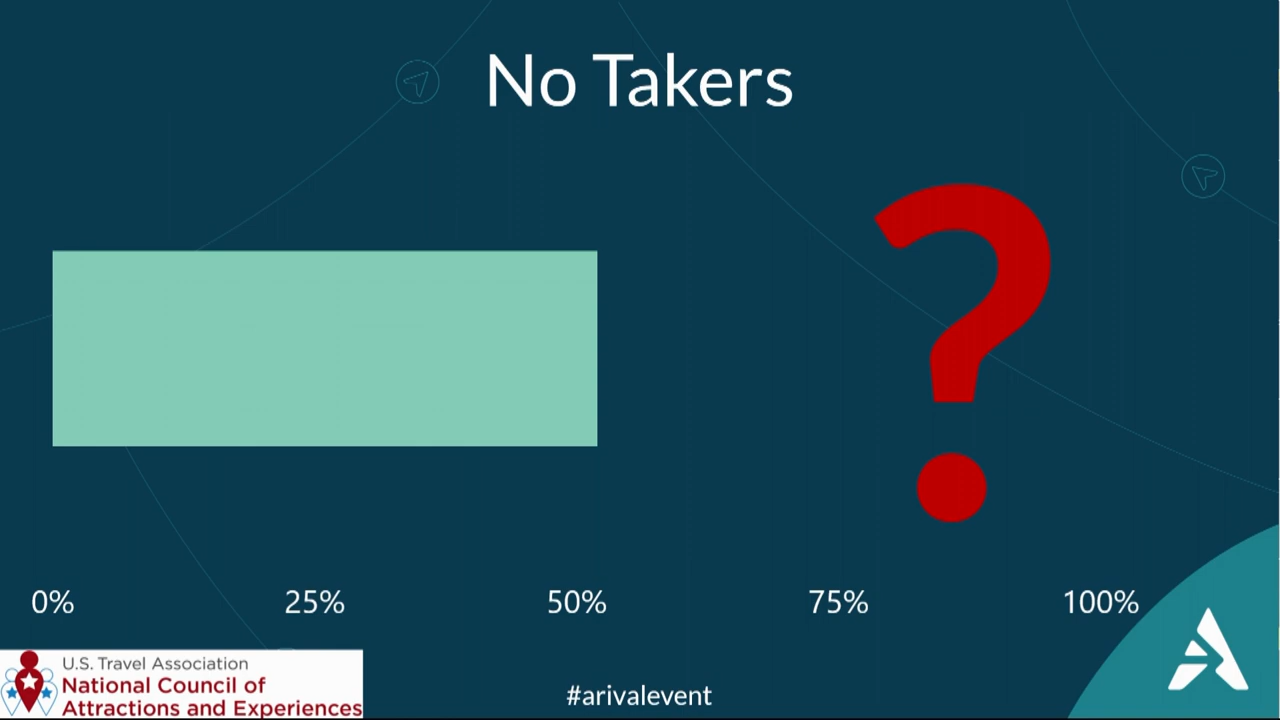 No Takers
0% 25% 50% 75% 100%
U.S. Travel Association
National Council of
Attractions and Experiences
#arivalevent